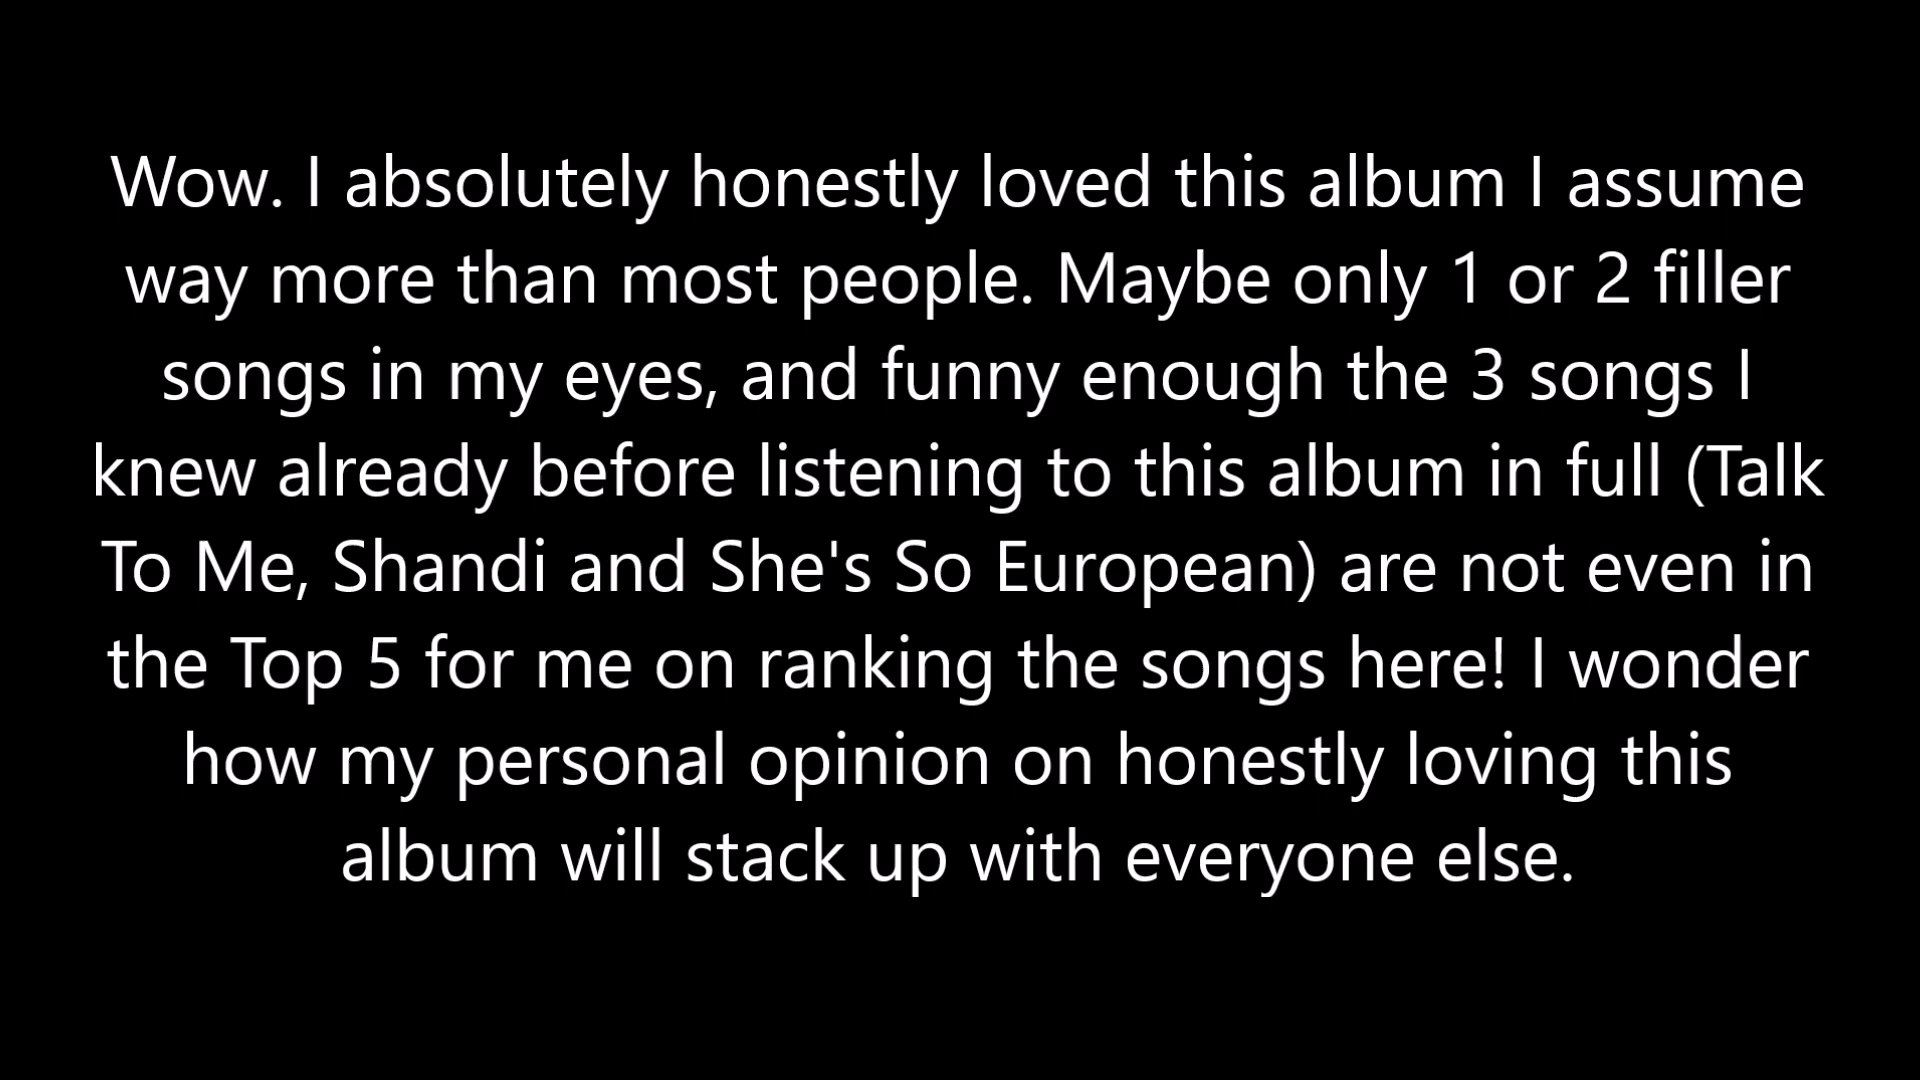 Wow. I absolutely honestly loved this album I assume
way more than most people. Maybe only 1 or 2 filler
songs in my eyes, and funny enough the 3 songs I
knew already before listening to this album in full (Talk
To Me, Shandi and She's So European) are not even in
the Top 5 for me on ranking the songs here! I wonder
how my personal opinion on honestly loving this
album will stack up with everyone else.